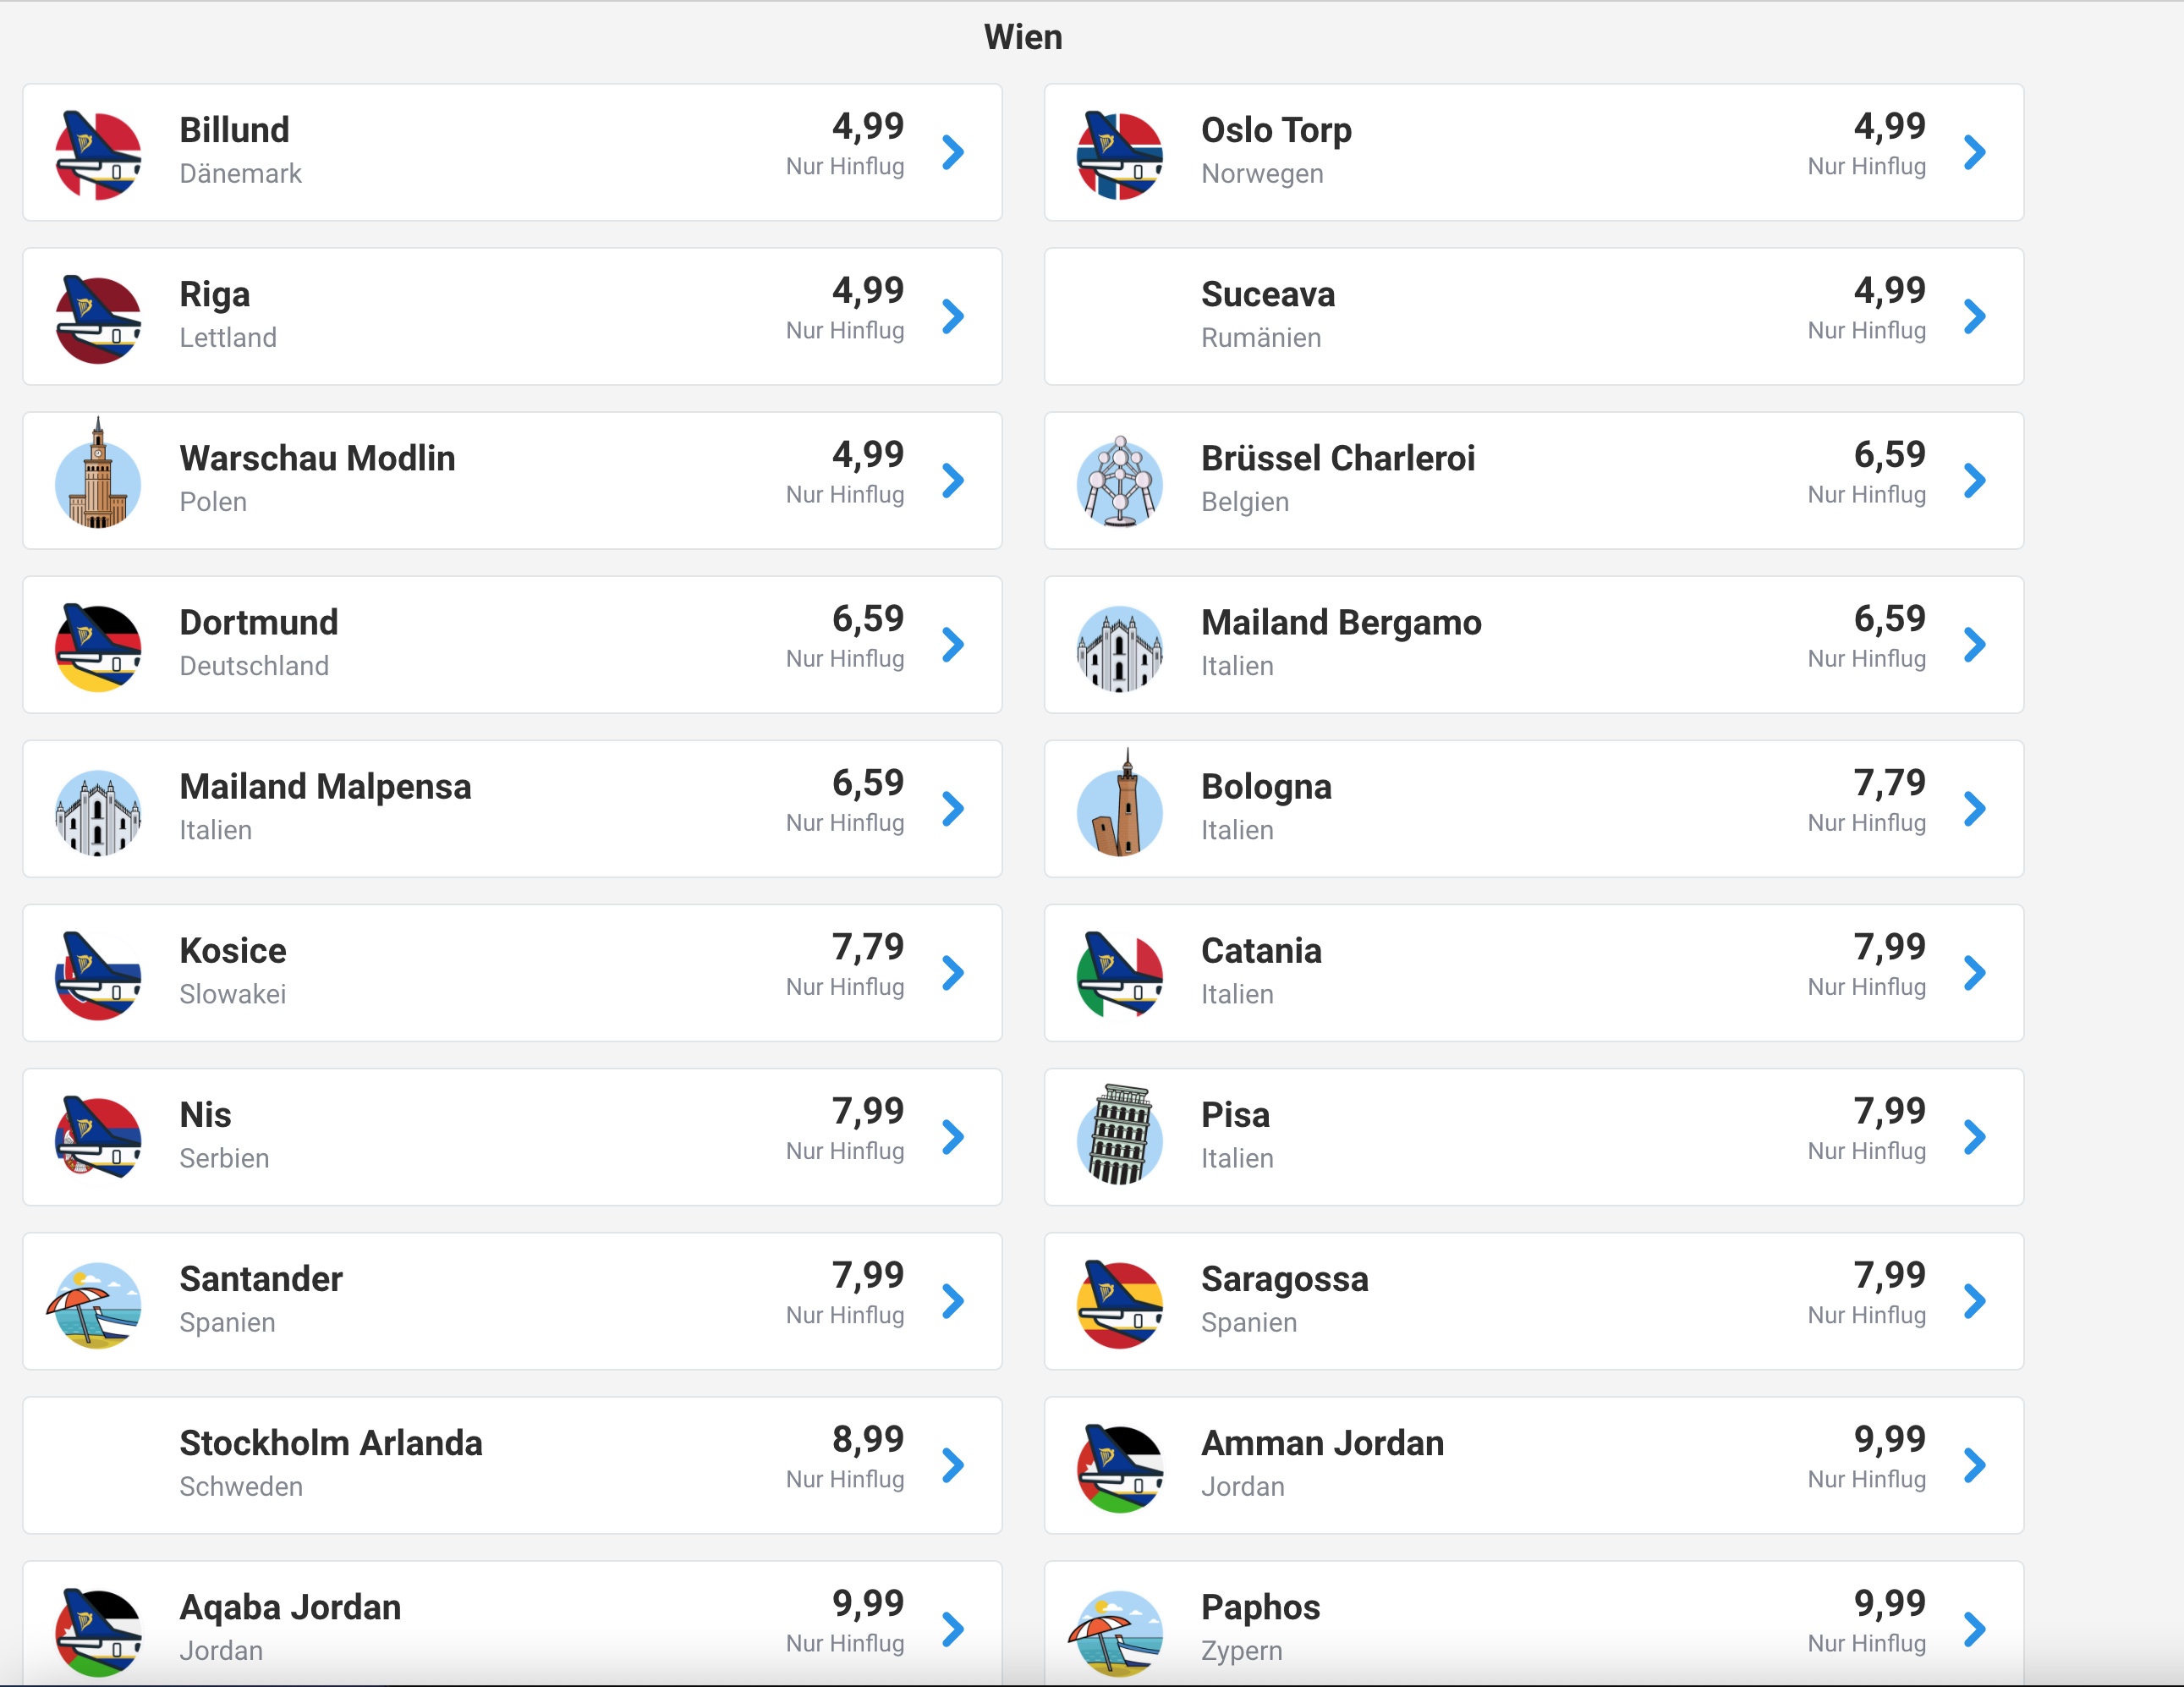 Wien
Billund
Dänemark
4,99
Nur Hinflug
Oslo Torp
Norwegen
4,99
Nur Hinflug
Riga
Lettland
4,99
Nur Hinflug
Suceava
Rumänien
4,99
Nur Hinflug
Warschau Modlin
Polen
4,99
Nur Hinflug
Brüssel Charleroi
Belgien
6,59
Nur Hinflug
Dortmund
Deutschland
6,59
Nur Hinflug
Mailand Bergamo
Italien
6,59
Nur Hinflug
Mailand Malpensa
Italien
6,59
Nur Hinflug
Bologna
Italien
7,79
Nur Hinflug
Kosice
Slowakei
7,79
Nur Hinflug
Catania
Italien
7,99
Nur Hinflug
Nis
Serbien
7,99
Nur Hinflug
Pisa
Italien
7,99
Nur Hinflug
Santander
Spanien
7,99
Nur Hinflug
Saragossa
Spanien
7,99
Nur Hinflug
Stockholm Arlanda
Schweden
8,99
Nur Hinflug
Amman Jordan
Jordan
9,99
Nur Hinflug
Aqaba Jordan
Jordan
9,99
Nur Hinflug
Paphos
Zypern
9,99
Nur Hinflug